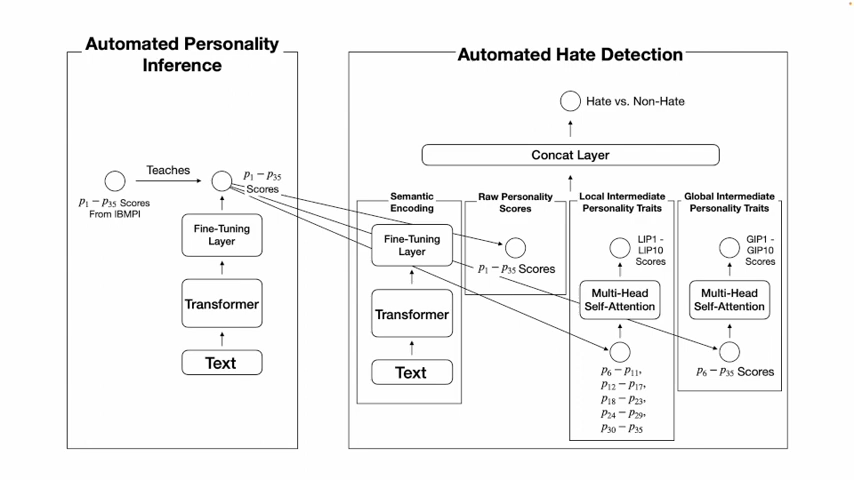 Automated Personality
Inference
Teaches
p₁ – p₃₅ Scores
From IBMPI
p₁ – p₃₅
Scores
Fine-Tuning
Layer
Transformer
Text
Automated Hate Detection
Hate vs. Non-Hate
Concat Layer
Semantic
Encoding
Fine-Tuning
Layer
Transformer
Text
Raw Personality
Scores
p₁ – p₃₅ Scores
Local Intermediate
Personality Traits
LIP1 -
LIP10
Scores
Multi-Head
Self-Attention
p₆ – p₁₁,
p₁₂ – p₁₇,
p₁₈ – p₂₃,
p₂₄ – p₂₉,
p₃₀ – p₃₅
Global Intermediate
Personality Traits
GIP1 -
GIP10
Scores
Multi-Head
Self-Attention
p₆ – p₃₅ Scores